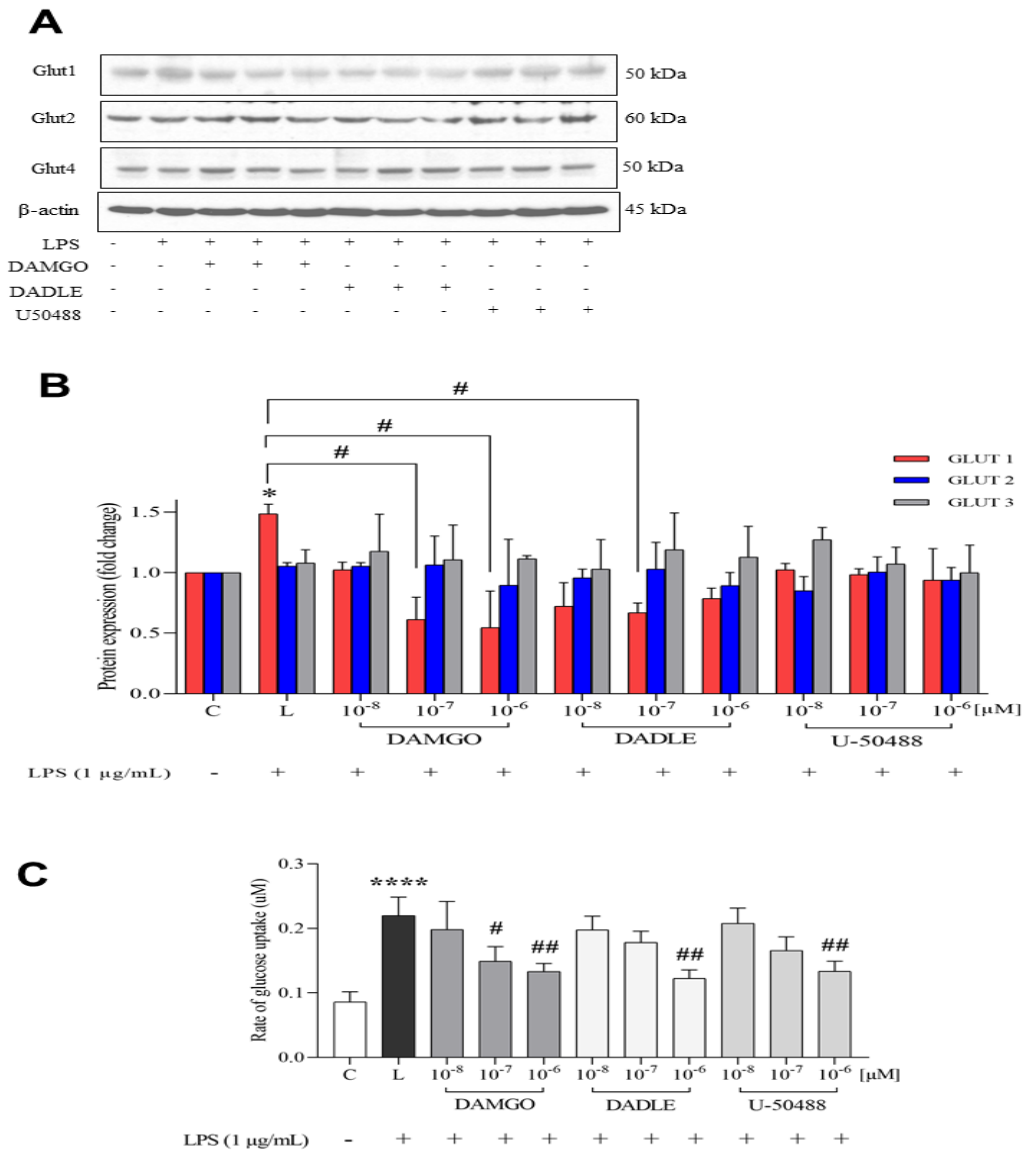 A
Glut1 50 kDa
Glut2 60 kDa
Glut4 50 kDa
β-actin 45 kDa
LPS - + + + + + + + + + +
DAMGO - - + + + - - - - - -
DADLE - - - - - + + + - - -
U50488 - - - - - - - - + + +
B
#
#
#
*
GLUT 1
GLUT 2
GLUT 3
Protein expression (fold change)
1.5
1.0
0.5
0.0
C L 10⁻⁸ 10⁻⁷ 10⁻⁶ 10⁻⁸ 10⁻⁷ 10⁻⁶ 10⁻⁸ 10⁻⁷ 10⁻⁶ [μM]
DAMGO DADLE U-50488
LPS (1 μg/mL) - + + + + + + + + + +
C
Rate of glucose uptake (uM)
0.3
0.2
0.1
0.0
**** # ## ## ##
C L 10⁻⁸ 10⁻⁷ 10⁻⁶ 10⁻⁸ 10⁻⁷ 10⁻⁶ 10⁻⁸ 10⁻⁷ 10⁻⁶ [μM]
DAMGO DADLE U-50488
LPS (1 μg/mL) - + + + + + + + + + +